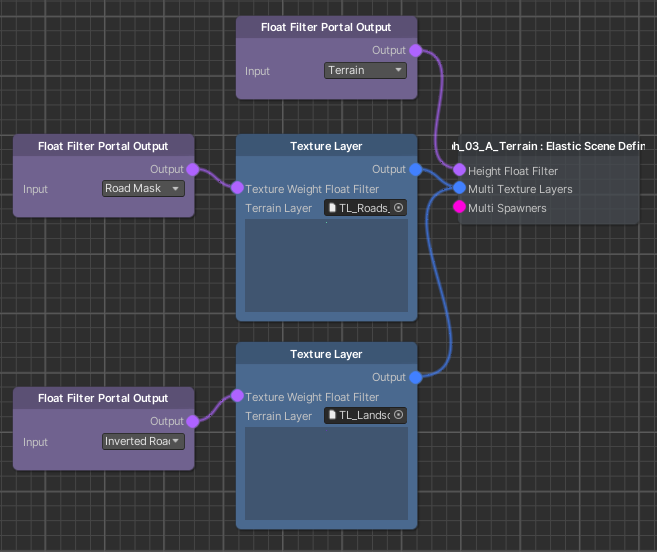 Float Filter Portal Output
Output
Input
Terrain
Float Filter Portal Output
Output
Input
Road Mask
Texture Layer
Output
Texture Weight Float Filter
Terrain Layer
TL_Roads_
h_03_A_Terrain : Elastic Scene Defin
Height Float Filter
Multi Texture Layers
Multi Spawners
Texture Layer
Output
Texture Weight Float Filter
Terrain Layer
TL_Landsc
Float Filter Portal Output
Output
Input
Inverted Road